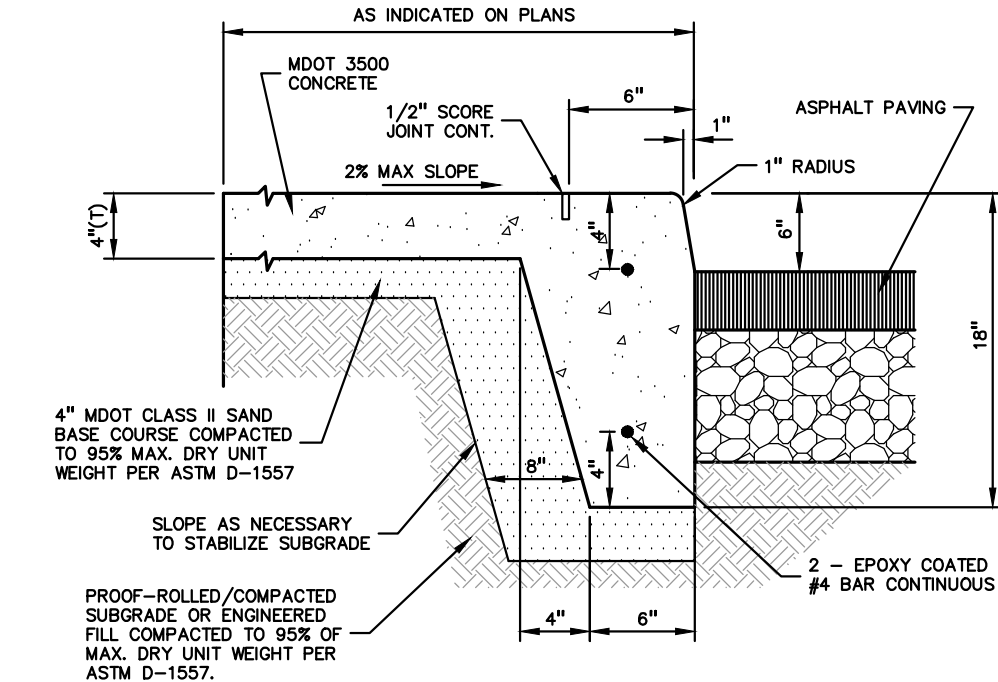 AS INDICATED ON PLANS
MDOT 3500
CONCRETE
1/2" SCORE
JOINT CONT.
6"
1"
ASPHALT PAVING
1" RADIUS
2% MAX SLOPE
4"(T)
4"
6"
18"
4" MDOT CLASS II SAND
BASE COURSE COMPACTED
TO 95% MAX. DRY UNIT
WEIGHT PER ASTM D-1557
8"
4"
SLOPE AS NECESSARY
TO STABILIZE SUBGRADE
2 - EPOXY COATED
#4 BAR CONTINUOUS
PROOF-ROLLED/COMPACTED
SUBGRADE OR ENGINEERED
FILL COMPACTED TO 95% OF
MAX. DRY UNIT WEIGHT PER
ASTM D-1557.
4"
6"